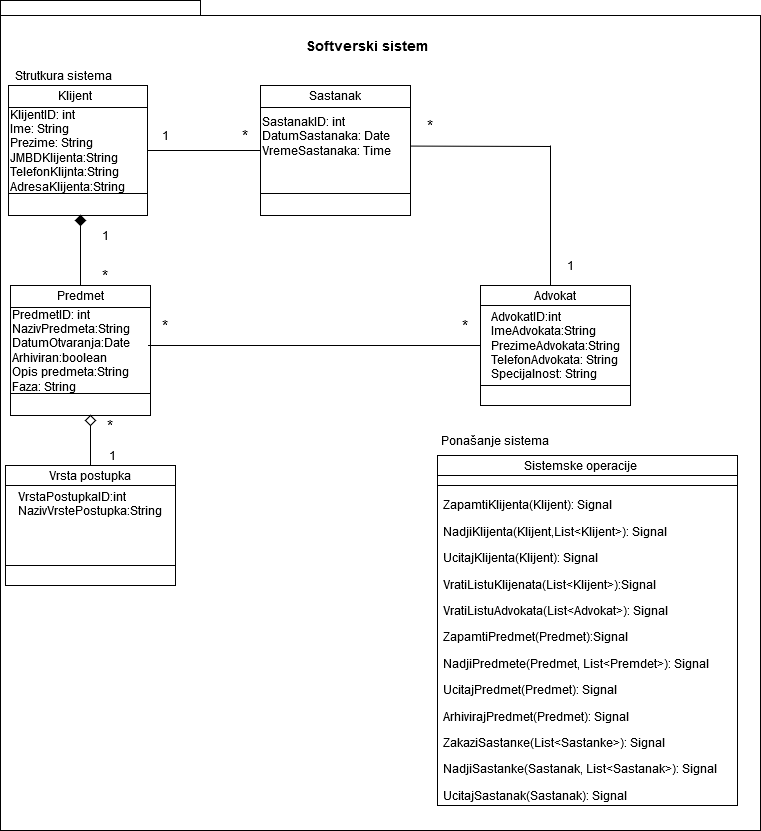 Softverski sistem
Strutkura sistema
Klijent
KlijentID: int
Ime: String
Prezime: String
JMBDKlijenta:String
TelefonKlijnta:String
AdresaKlijenta:String
1
*
Sastanak
SastanakID: int
DatumSastanaka: Date
VremeSastanaka: Time
*
1
1
*
Predmet
PredmetID: int
NazivPredmeta:String
DatumOtvaranja:Date
Arhiviran:boolean
Opis predmeta:String
Faza: String
*
*
Advokat
AdvokatID:int
ImeAdvokata:String
PrezimeAdvokata:String
TelefonAdvokata: String
Specijalnost: String
*
1
Vrsta postupka
VrstaPostupkaID:int
NazivVrstePostupka:String
Ponašanje sistema
Sistemske operacije
ZapamtiKlijenta(Klijent): Signal
NadjiKlijenta(Klijent,List<Klijent>): Signal
UcitajKlijenta(Klijent): Signal
VratiListuKlijenata(List<Klijent>):Signal
VratiListuAdvokata(List<Advokat>): Signal
ZapamtiPredmet(Predmet):Signal
NadjiPredmete(Predmet, List<Premdet>): Signal
UcitajPredmet(Predmet): Signal
ArhivirajPredmet(Predmet): Signal
ZakaziSastanке(List<Sastanke>): Signal
NadjiSastanke(Sastanak, List<Sastanak>): Signal
UcitajSastanak(Sastanak): Signal